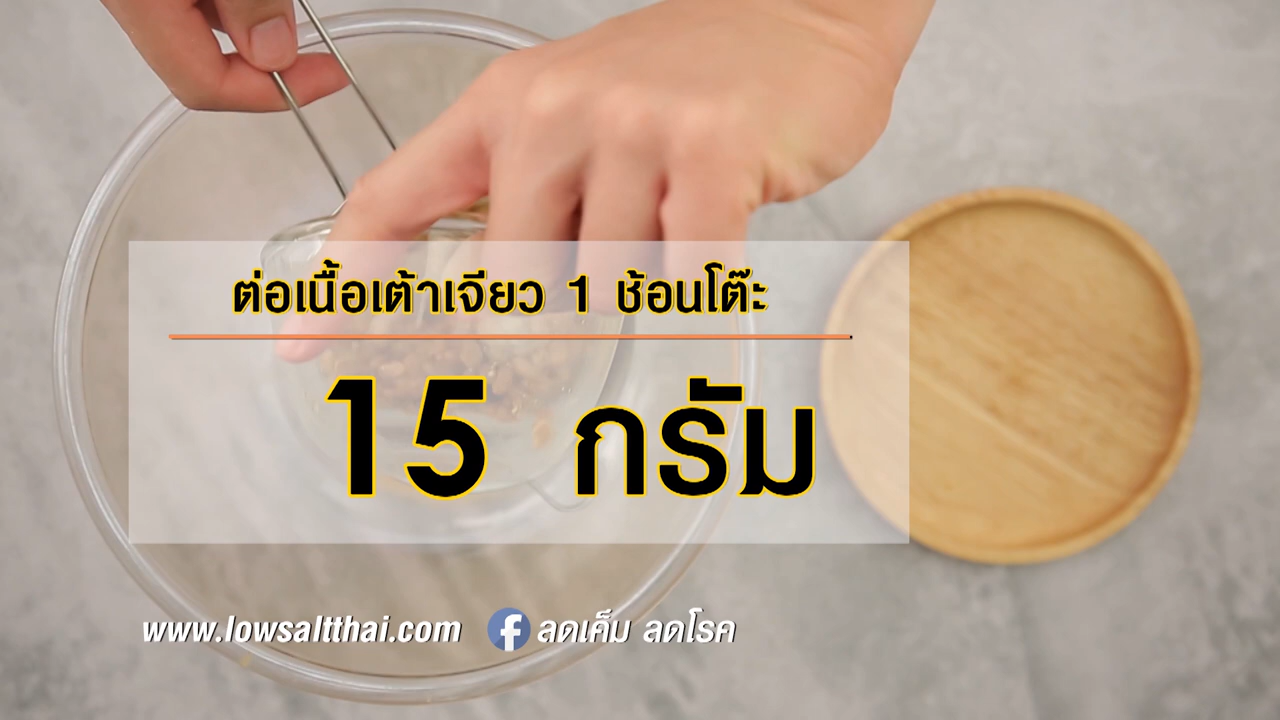 ต่อเนื้อเต้าเจียว 1 ช้อนโต๊ะ
15 กรัม
www.lowsaltthai.com f ลดเค็ม ลดโรค